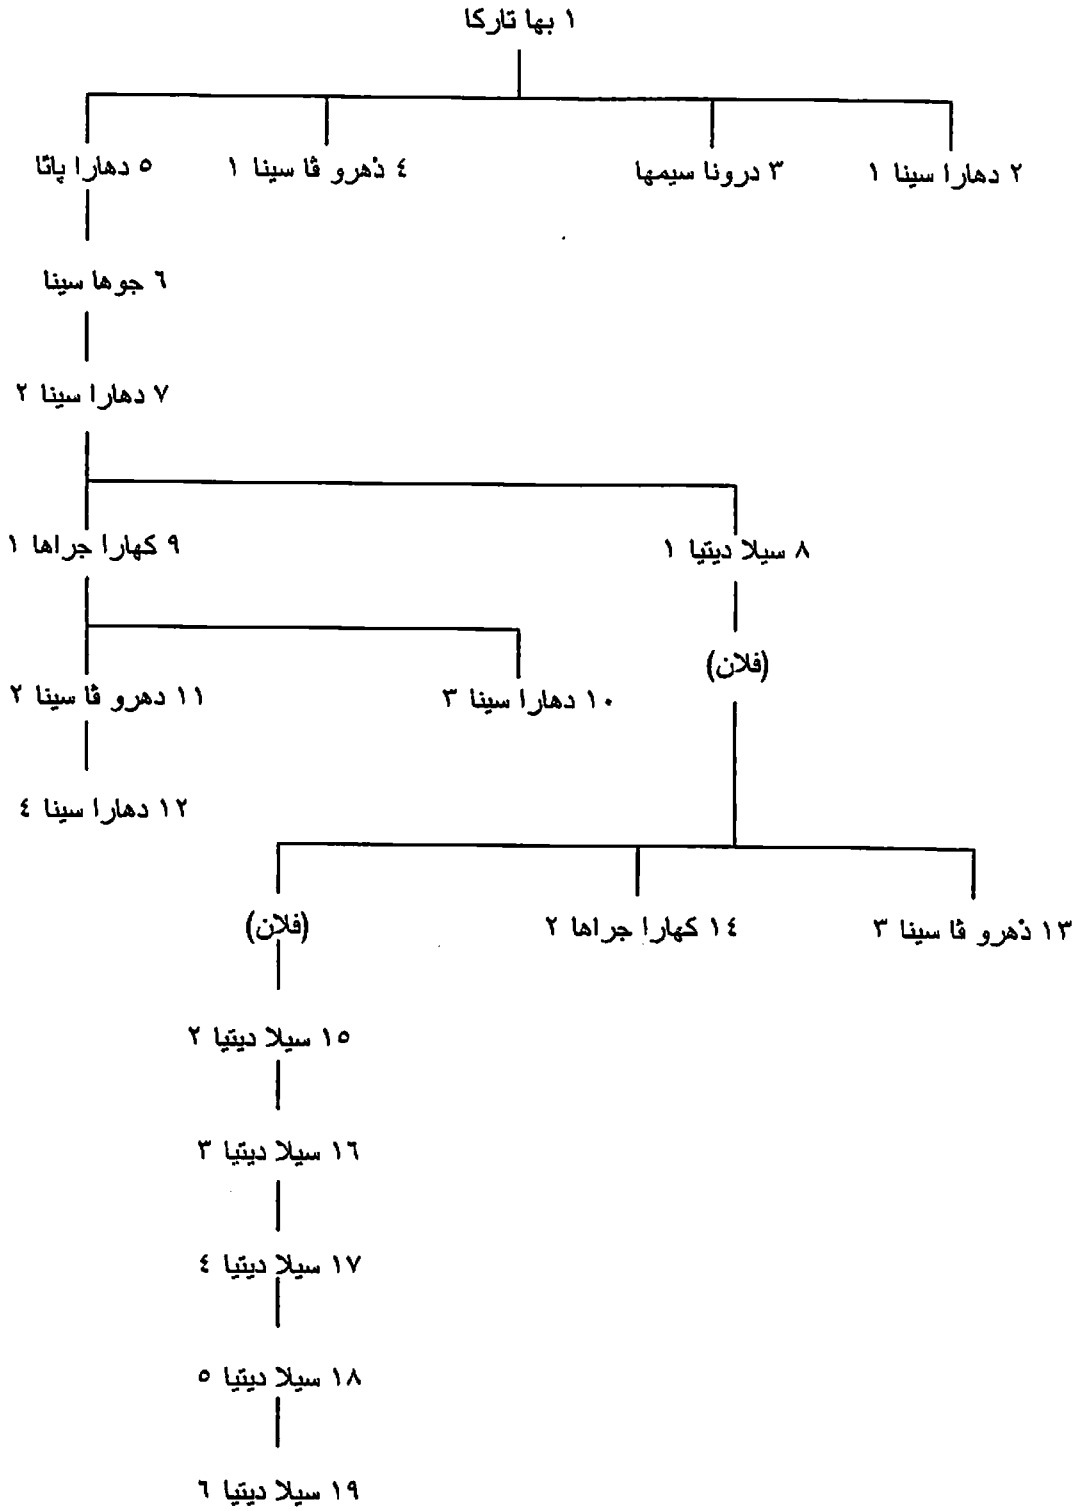 ١ بها تاركا
٢ دهارا سينا ١
٣ درونا سيمها
٤ ذهرو ڤا سينا ١
٥ دهارا پاتا
٦ جوها سينا
٧ دهارا سينا ٢
٨ سيلا ديتيا ١
٩ كهارا جراها ١
(فلان)
١٠ دهارا سينا ٣
١١ دهرو ڤا سينا ٢
١٢ دهارا سينا ٤
١٣ ذهرو ڤا سينا ٣
١٤ كهارا جراها ٢
(فلان)
١٥ سيلا ديتيا ٢
١٦ سيلا ديتيا ٣
١٧ سيلا ديتيا ٤
١٨ سيلا ديتيا ٥
١٩ سيلا ديتيا ٦